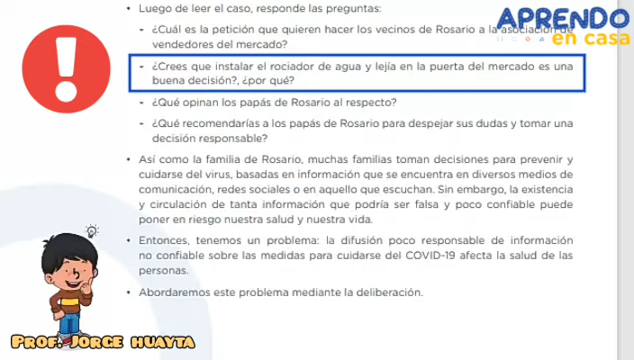 • Luego de leer el caso, responde las preguntas:
APRENDO
en casa
- ¿Cuál es la petición que quieren hacer los vecinos de Rosario a la asociación de
vendedores del mercado?
- ¿Crees que instalar el rociador de agua y lejía en la puerta del mercado es una
buena decisión?, ¿por qué?
- ¿Qué opinan los papás de Rosario al respecto?
- ¿Qué recomendarías a los papás de Rosario para despejar sus dudas y tomar una
decisión responsable?
• Así como la familia de Rosario, muchas familias toman decisiones para prevenir y
cuidarse del virus, basadas en información que se encuentra en diversos medios de
comunicación, redes sociales o en aquello que escuchan. Sin embargo, la existencia
y circulación de tanta información que podría ser falsa y poco confiable puede
poner en riesgo nuestra salud y nuestra vida.
• Entonces, tenemos un problema: la difusión poco responsable de información
no confiable sobre las medidas para cuidarse del COVID-19 afecta la salud de las
personas.
• Abordaremos este problema mediante la deliberación.
PROF. JORGE HUAYTA